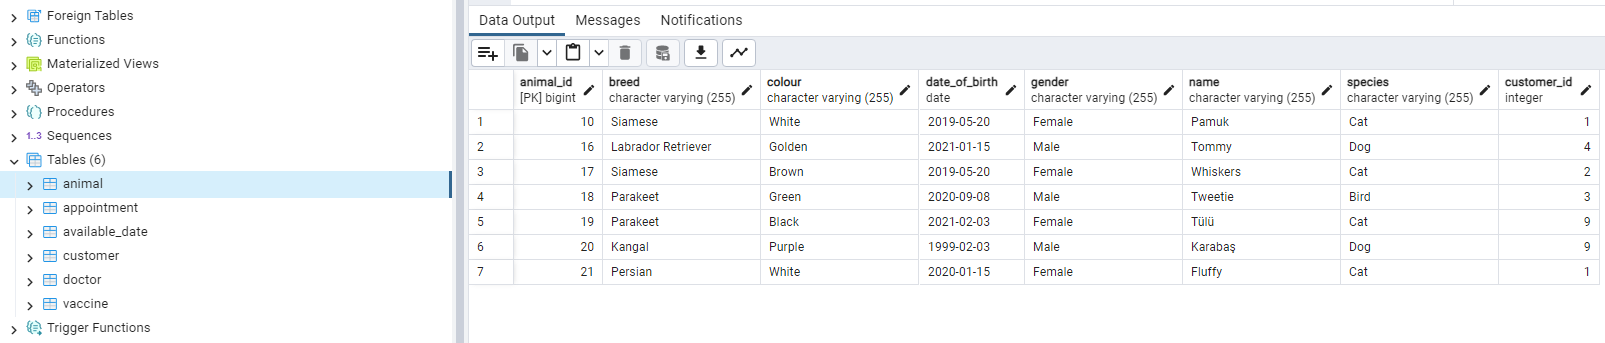 Foreign Tables
Functions
Materialized Views
Operators
Procedures
1..3 Sequences
Tables (6)
animal
appointment
available_date
customer
doctor
vaccine
Trigger Functions
Data Output Messages Notifications
animal_id breed colour date_of_birth gender name species customer_id
[PK] bigint character varying (255) character varying (255) date character varying (255) character varying (255) character varying (255) integer
1 10 Siamese White 2019-05-20 Female Pamuk Cat 1
2 16 Labrador Retriever Golden 2021-01-15 Male Tommy Dog 4
3 17 Siamese Brown 2019-05-20 Female Whiskers Cat 2
4 18 Parakeet Green 2020-09-08 Male Tweetie Bird 3
5 19 Parakeet Black 2021-02-03 Female Tülü Cat 9
6 20 Kangal Purple 1999-02-03 Male Karabaş Dog 9
7 21 Persian White 2020-01-15 Female Fluffy Cat 1